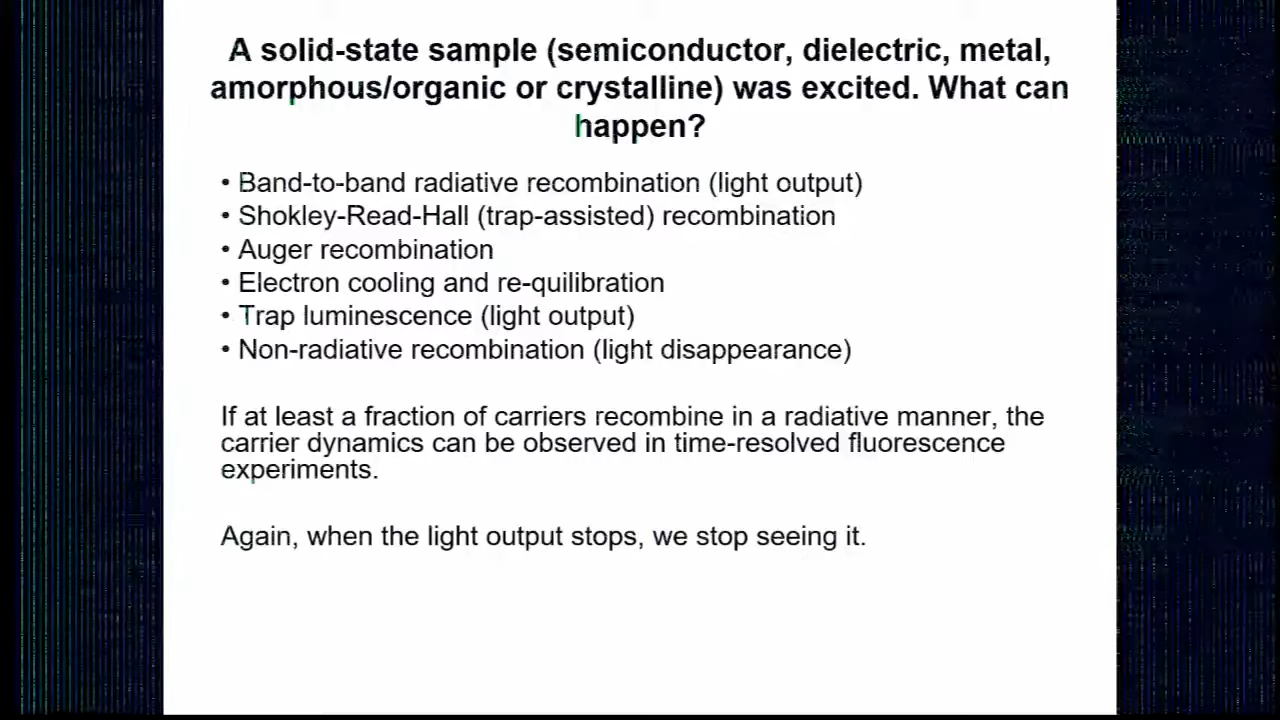 A solid-state sample (semiconductor, dielectric, metal,
amorphous/organic or crystalline) was excited. What can
happen?
• Band-to-band radiative recombination (light output)
• Shokley-Read-Hall (trap-assisted) recombination
• Auger recombination
• Electron cooling and re-quilibration
• Trap luminescence (light output)
• Non-radiative recombination (light disappearance)
If at least a fraction of carriers recombine in a radiative manner, the
carrier dynamics can be observed in time-resolved fluorescence
experiments.
Again, when the light output stops, we stop seeing it.